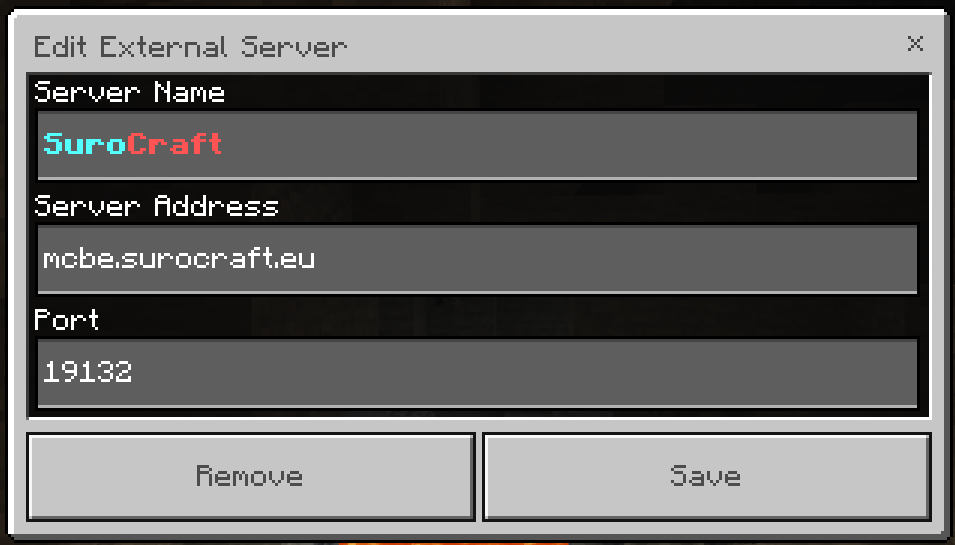 Edit External Server
x
Server Name
SuroCraft
Server Address
mcbe.surocraft.eu
Port
19132
Remove
Save